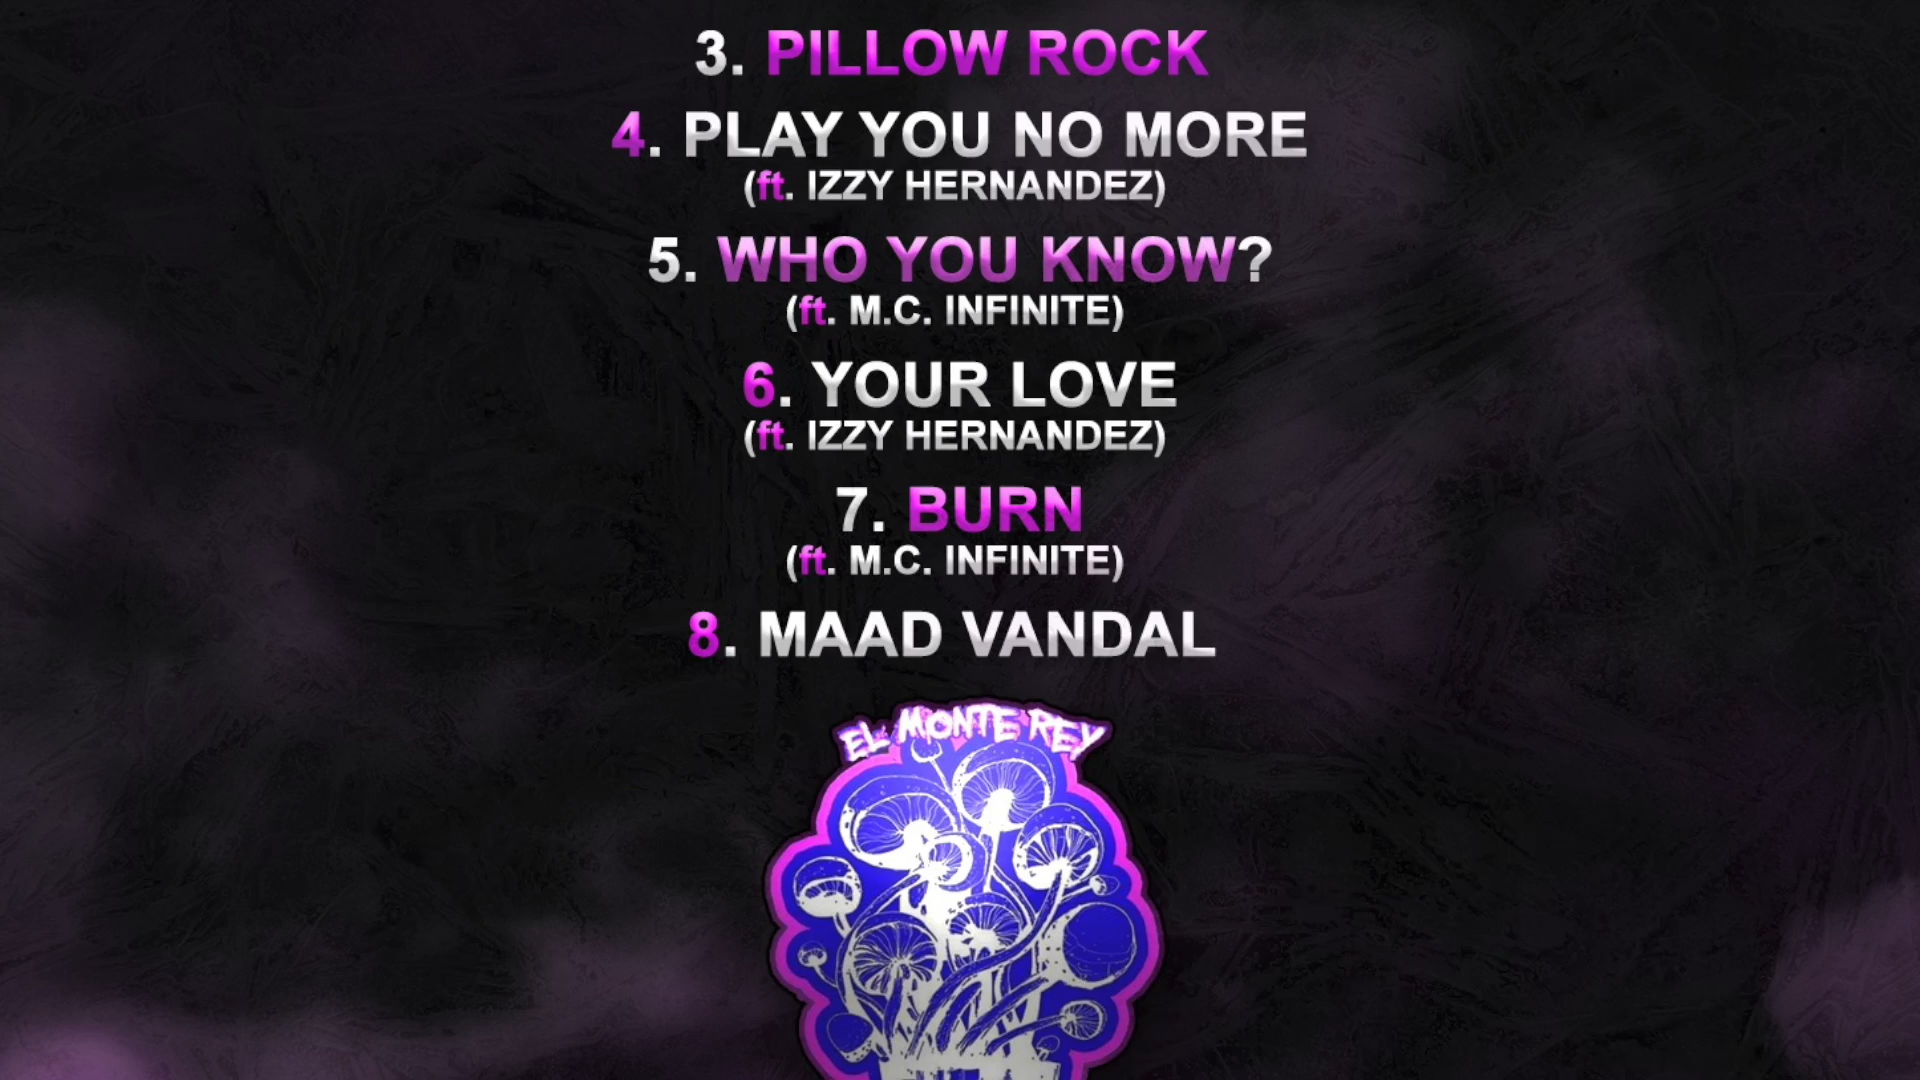 3. PILLOW ROCK
4. PLAY YOU NO MORE
(ft. IZZY HERNANDEZ)
5. WHO YOU KNOW?
(ft. M.C. INFINITE)
6. YOUR LOVE
(ft. IZZY HERNANDEZ)
7. BURN
(ft. M.C. INFINITE)
8. MAAD VANDAL
EL MONTE REY